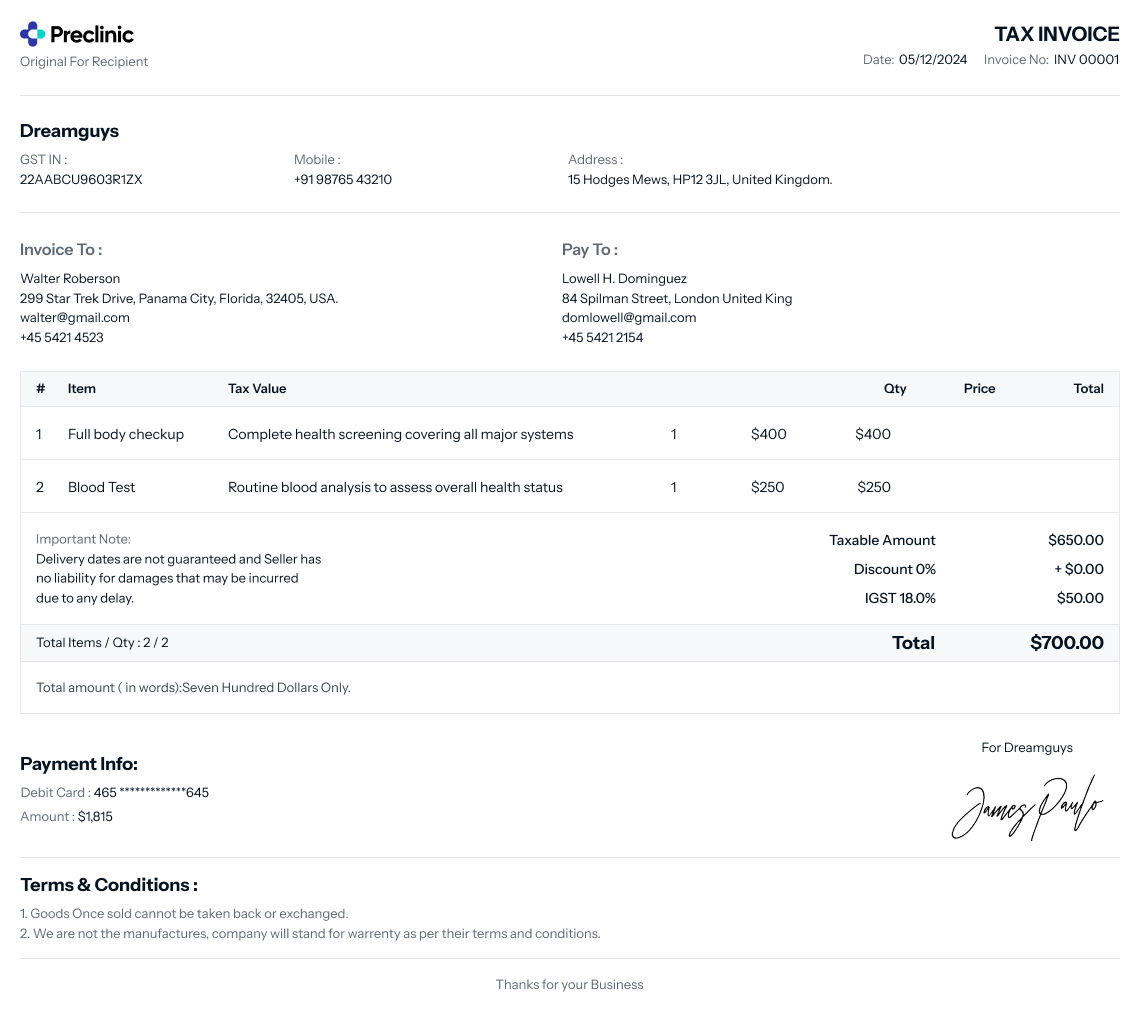 Preclinic
TAX INVOICE
Original For Recipient
Date: 05/12/2024 Invoice No: INV 00001
Dreamguys
GST IN : Mobile : Address :
22AABCU9603R1ZX +91 98765 43210 15 Hodges Mews, HP12 3JL, United Kingdom.
Invoice To : Pay To :
Walter Roberson Lowell H. Dominguez
299 Star Trek Drive, Panama City, Florida, 32405, USA. 84 Spilman Street, London United King
walter@gmail.com domlowell@gmail.com
+45 5421 4523 +45 5421 2154
# Item Tax Value Qty Price Total
1 Full body checkup Complete health screening covering all major systems 1 $400 $400
2 Blood Test Routine blood analysis to assess overall health status 1 $250 $250
Important Note:
Delivery dates are not guaranteed and Seller has
no liability for damages that may be incurred
due to any delay.
Taxable Amount $650.00
Discount 0% + $0.00
IGST 18.0% $50.00
Total Items / Qty : 2 / 2 Total $700.00
Total amount ( in words):Seven Hundred Dollars Only.
For Dreamguys
James Paulo
Payment Info:
Debit Card : 465 *************645
Amount : $1,815
Terms & Conditions :
1. Goods Once sold cannot be taken back or exchanged.
2. We are not the manufactures, company will stand for warrenty as per their terms and conditions.
Thanks for your Business